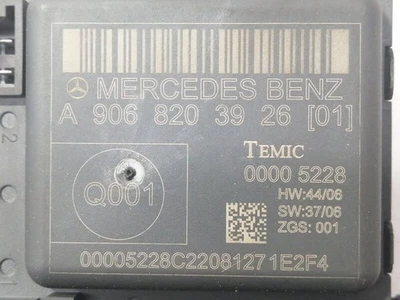 MERCEDES BENZ
A 906 820 39 26 [01]
TEMIC
0000 5228
Q001
HW:44/06
SW:37/06
ZGS: 001
00005228C22081271E2F4
2